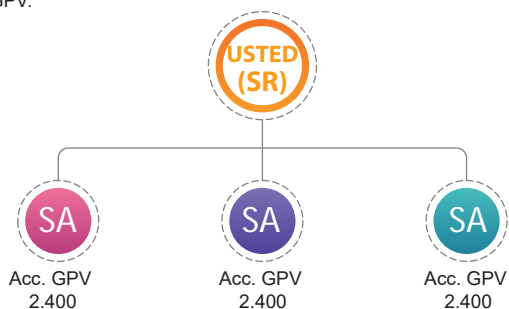 GPV.
USTED
(SR)
SA
SA
SA
Acc. GPV
2.400
Acc. GPV
2.400
Acc. GPV
2.400